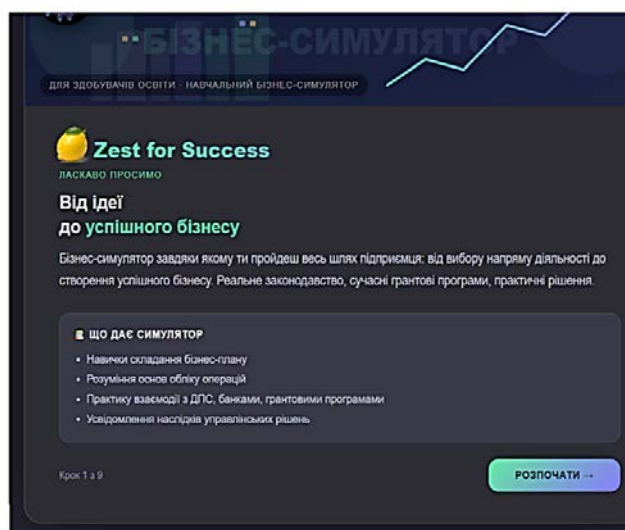 БІЗНЕС-СИМУЛЯТОР
ДЛЯ ЗДОБУВАЧІВ ОСВІТИ · НАВЧАЛЬНИЙ БІЗНЕС-СИМУЛЯТОР
Zest for Success
ЛАСКАВО ПРОСИМО
Від ідеї
до успішного бізнесу
Бізнес-симулятор завдяки якому ти пройдеш весь шлях підприємця: від вибору напряму діяльності до
створення успішного бізнесу. Реальне законодавство, сучасні грантові програми, практичні рішення.
ЩО ДАЄ СИМУЛЯТОР
• Навички складання бізнес-плану
• Розуміння основ обліку операцій
• Практику взаємодії з ДПС, банками, грантовими програмами
• Усвідомлення наслідків управлінських рішень
Крок 1 з 9
РОЗПОЧАТИ →